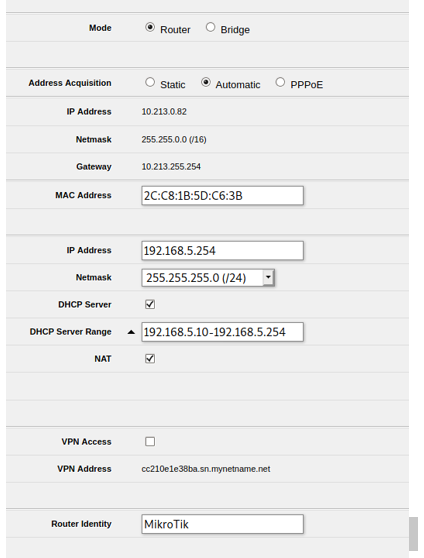 Mode Router Bridge
Address Acquisition Static Automatic PPPoE
IP Address 10.213.0.82
Netmask 255.255.0.0 (/16)
Gateway 10.213.255.254
MAC Address 2C:C8:1B:5D:C6:3B
IP Address 192.168.5.254
Netmask 255.255.255.0 (/24)
DHCP Server
DHCP Server Range 192.168.5.10-192.168.5.254
NAT
VPN Access
VPN Address cc210e1e38ba.sn.mynetname.net
Router Identity MikroTik